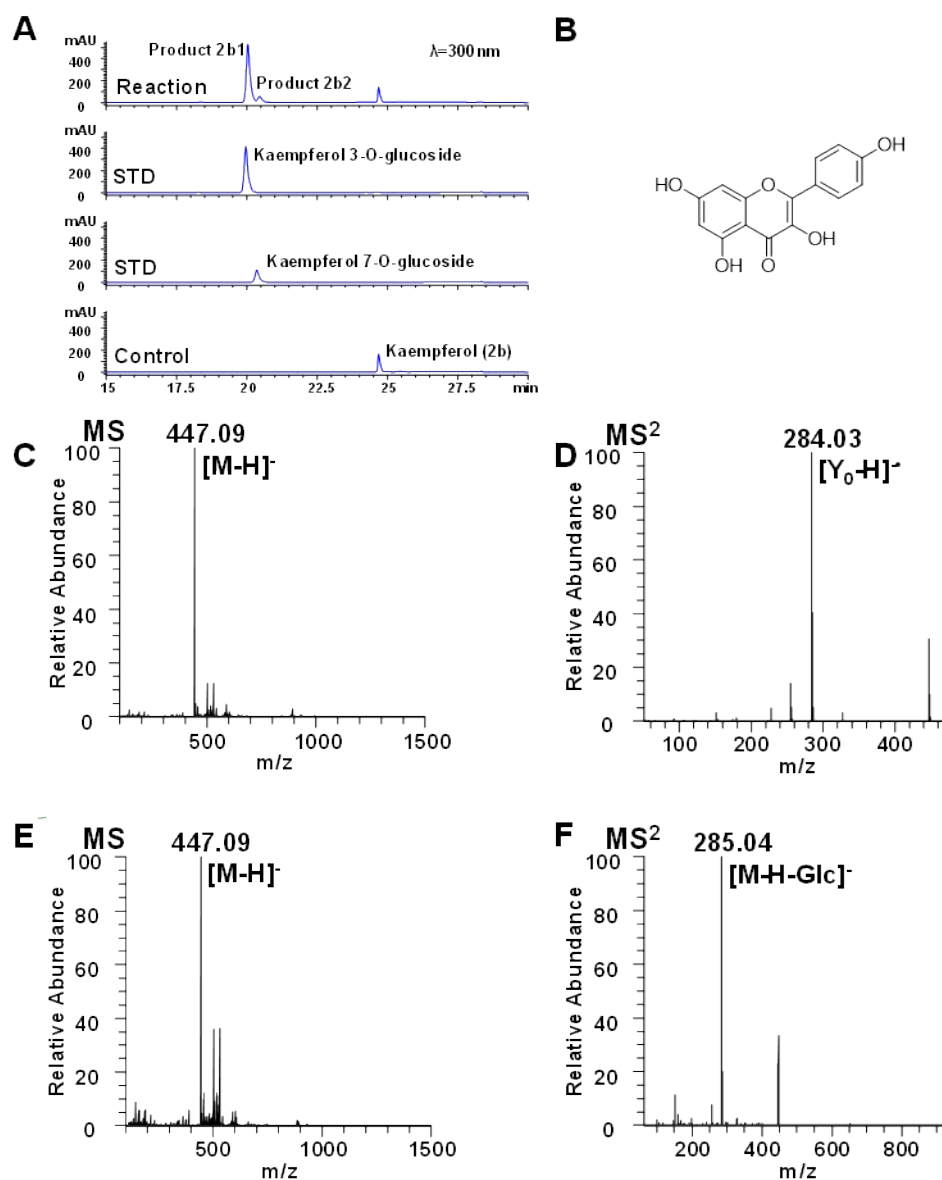 A
mAU
400
200
0
Product 2b1
Product 2b2
λ=300 nm
Reaction
mAU
400
200
0
Kaempferol 3-O-glucoside
STD
mAU
400
200
0
Kaempferol 7-O-glucoside
STD
mAU
400
200
0
Kaempferol (2b)
Control
15 17.5 20 22.5 25 27.5 min
B
OH
HO
O
OH
OH O
C
MS 447.09
[M-H]-
100
80
60
40
20
0
Relative Abundance
500 1000 1500
m/z
D
MS2 284.03
[Y0-H]-•
100
80
60
40
20
0
Relative Abundance
100 200 300 400
m/z
E
MS 447.09
[M-H]-
100
80
60
40
20
0
Relative Abundance
500 1000 1500
m/z
F
MS2 285.04
[M-H-Glc]-
100
80
60
40
20
0
Relative Abundance
200 400 600 800
m/z